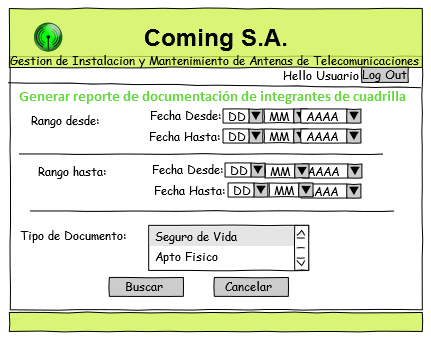 Coming S.A.
Gestion de Instalacion y Mantenimiento de Antenas de Telecomunicaciones
Hello Usuario Log Out
Generar reporte de documentación de integrantes de cuadrilla
Rango desde: Fecha Desde: DD MM AAAA
Fecha Hasta: DD MM AAAA
Rango hasta: Fecha Desde: DD MM AAAA
Fecha Hasta: DD MM AAAA
Tipo de Documento: Seguro de Vida
Apto Fisico
Buscar Cancelar